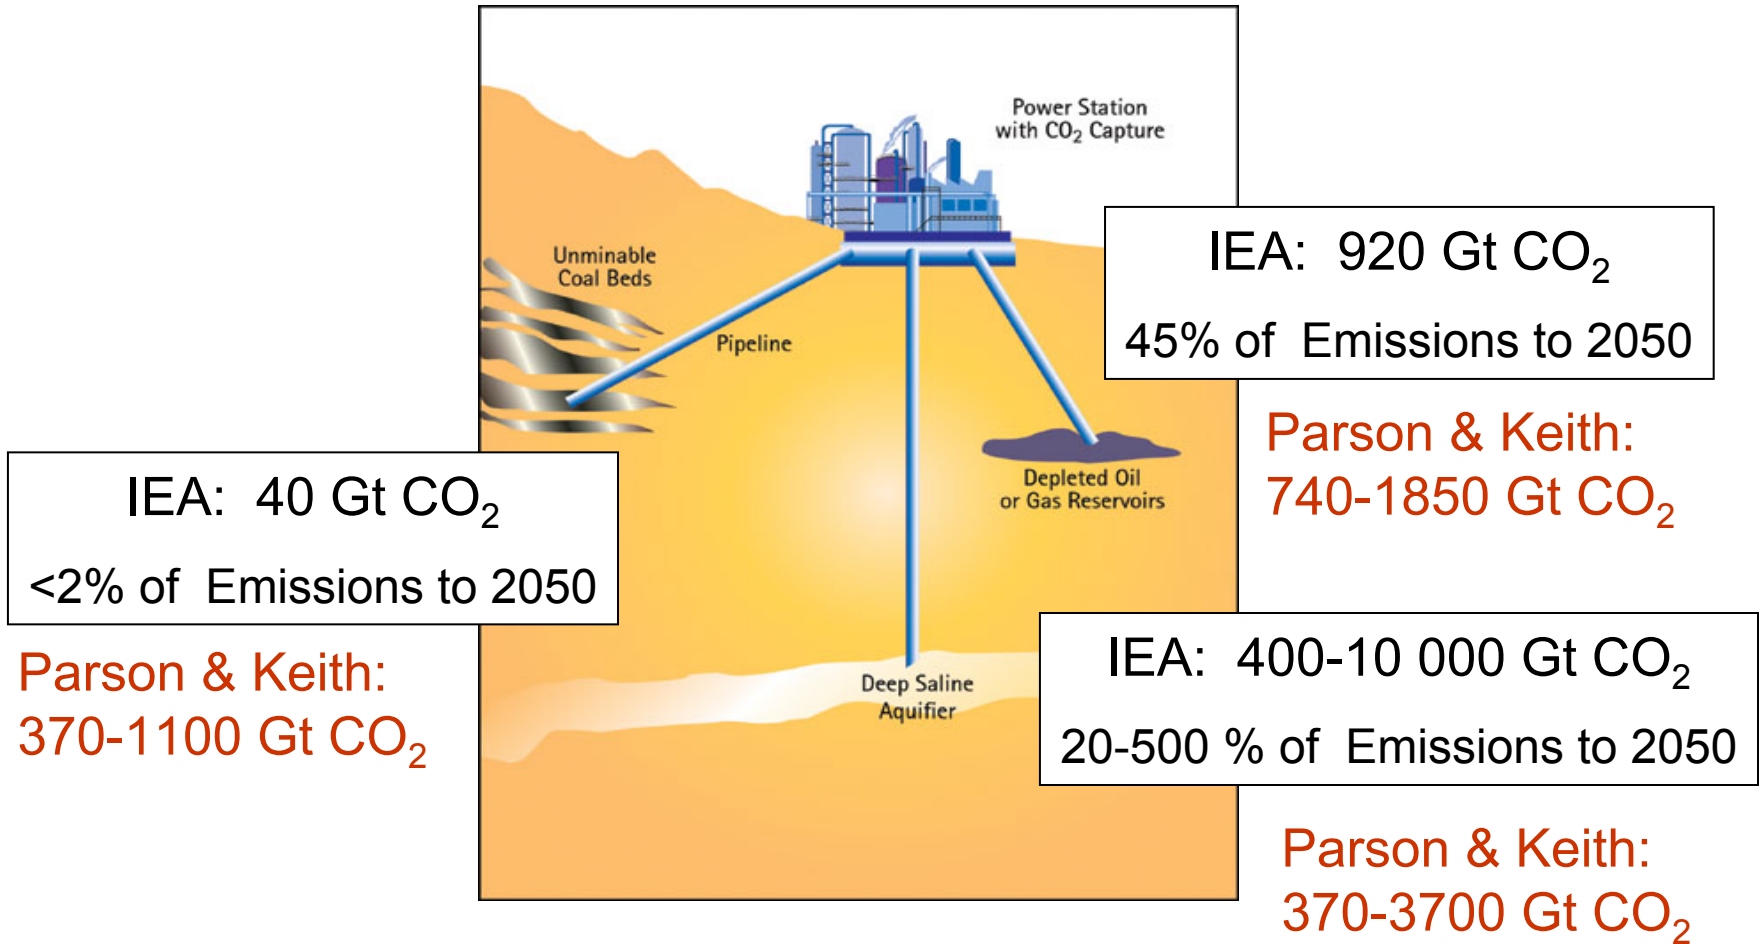 Power Station
with CO₂ Capture
Unminable
Coal Beds
Pipeline
IEA: 920 Gt CO₂
45% of Emissions to 2050
Parson & Keith:
740-1850 Gt CO₂
Depleted Oil
or Gas Reservoirs
IEA: 40 Gt CO₂
<2% of Emissions to 2050
Parson & Keith:
370-1100 Gt CO₂
Deep Saline
Aquifier
IEA: 400-10 000 Gt CO₂
20-500 % of Emissions to 2050
Parson & Keith:
370-3700 Gt CO₂